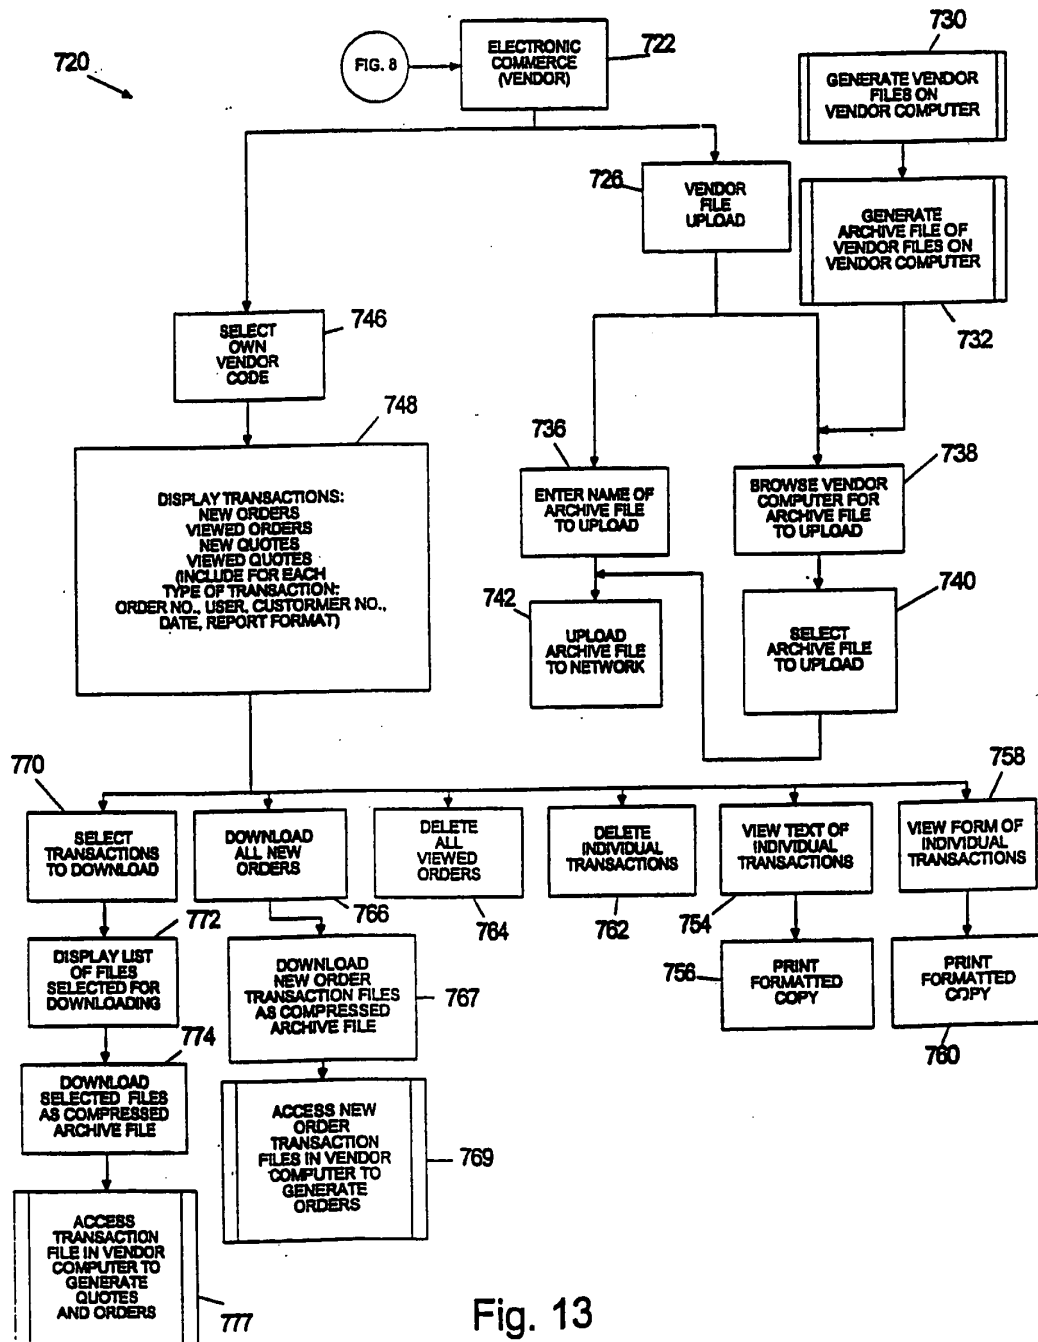 720
FIG. 8
ELECTRONIC
COMMERCE
(VENDOR)
722
730
GENERATE VENDOR
FILES ON
VENDOR COMPUTER
726
VENDOR
FILE
UPLOAD
GENERATE
ARCHIVE FILE OF
VENDOR FILES ON
VENDOR COMPUTER
732
SELECT
OWN
VENDOR
CODE
746
748
DISPLAY TRANSACTIONS:
NEW ORDERS
VIEWED ORDERS
NEW QUOTES
VIEWED QUOTES
(INCLUDE FOR EACH
TYPE OF TRANSACTION:
ORDER NO., USER, CUSTORMER NO.,
DATE, REPORT FORMAT)
736
ENTER NAME OF
ARCHIVE FILE
TO UPLOAD
738
BROWSE VENDOR
COMPUTER FOR
ARCHIVE FILE
TO UPLOAD
742
UPLOAD
ARCHIVE FILE
TO NETWORK
740
SELECT
ARCHIVE FILE
TO UPLOAD
770
SELECT
TRANSACTIONS
TO DOWNLOAD
DOWNLOAD
ALL NEW
ORDERS
766
DELETE
ALL
VIEWED
ORDERS
764
DELETE
INDIVIDUAL
TRANSACTIONS
762
VIEW TEXT OF
INDIVIDUAL
TRANSACTIONS
754
758
VIEW FORM OF
INDIVIDUAL
TRANSACTIONS
772
DISPLAY LIST
OF FILES
SELECTED FOR
DOWNLOADING
DOWNLOAD
NEW ORDER
TRANSACTION FILES
AS COMPRESSED
ARCHIVE FILE
767
756
PRINT
FORMATTED
COPY
PRINT
FORMATTED
COPY
760
774
DOWNLOAD
SELECTED FILES
AS COMPRESSED
ARCHIVE FILE
ACCESS NEW
ORDER
TRANSACTION
FILES IN VENDOR
COMPUTER TO
GENERATE
ORDERS
769
ACCESS
TRANSACTION
FILE IN VENDOR
COMPUTER TO
GENERATE
QUOTES
AND ORDERS
777
Fig. 13